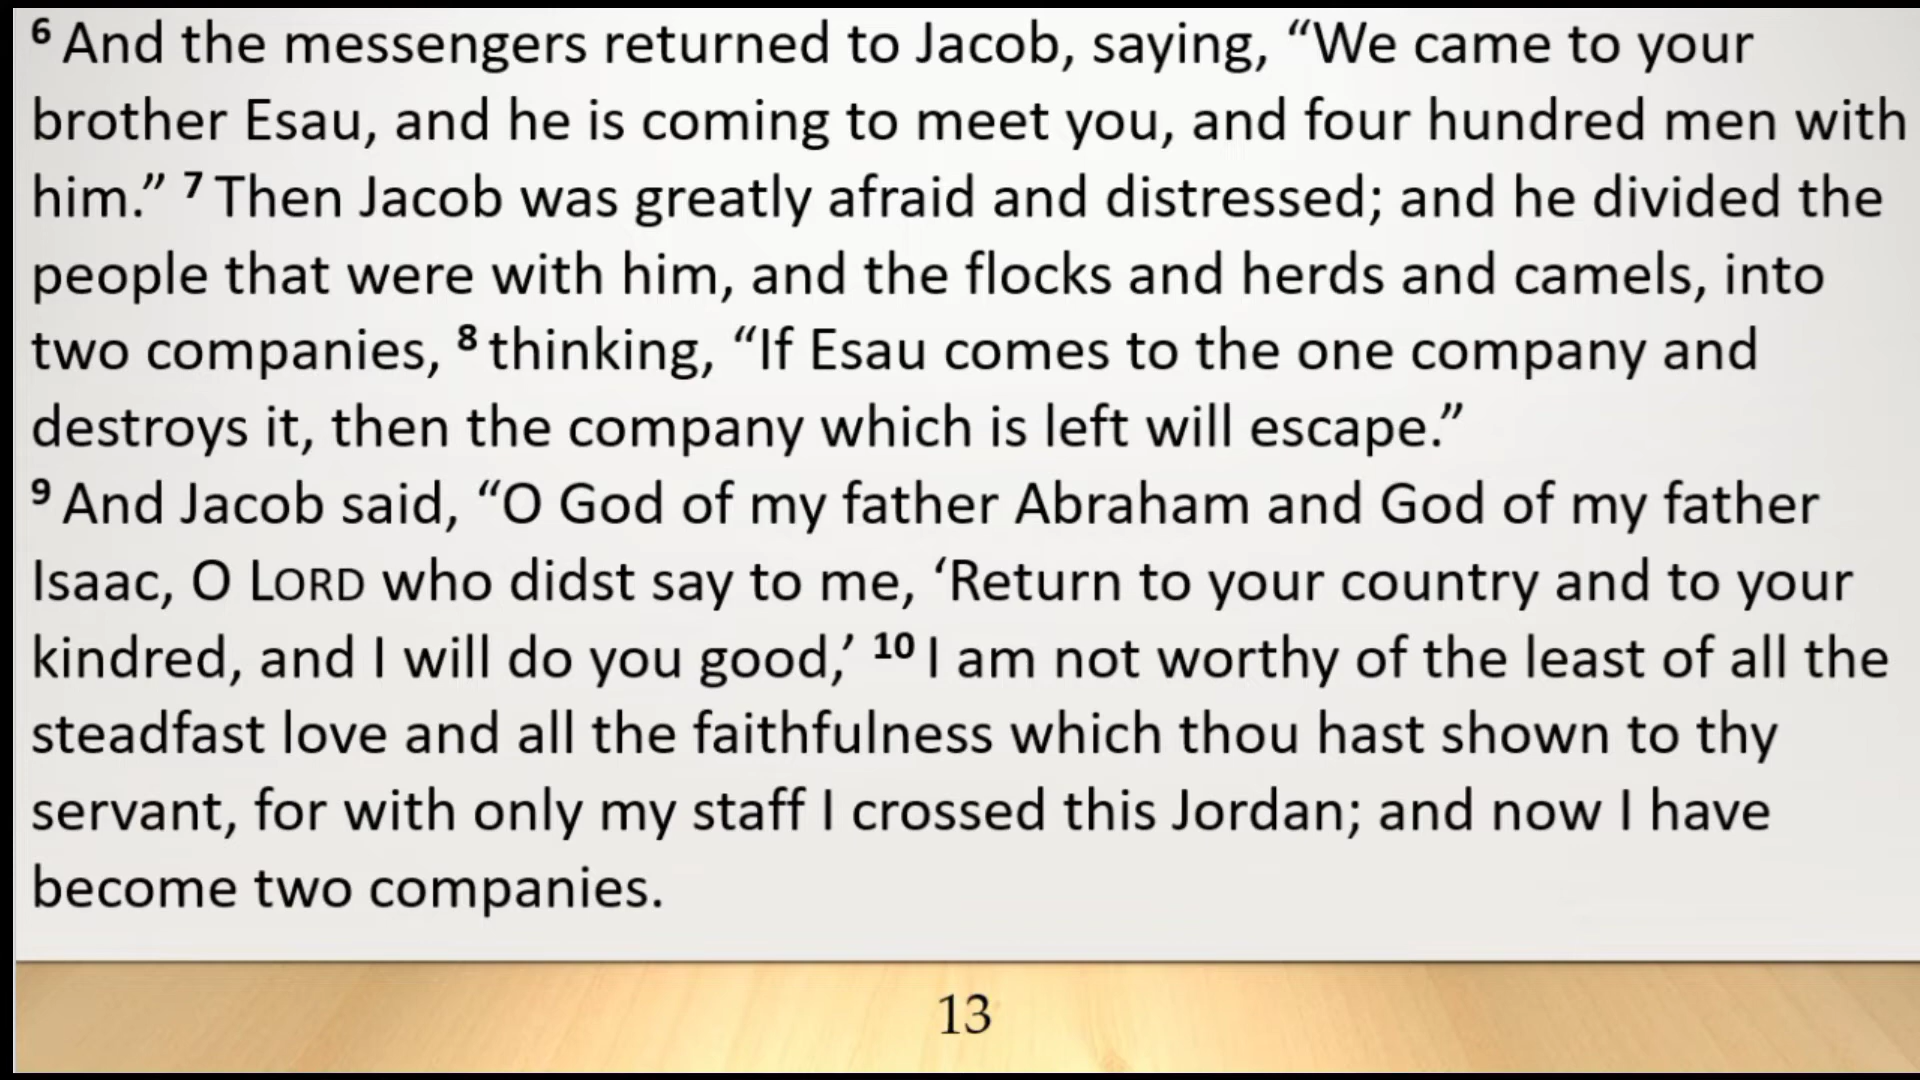 6 And the messengers returned to Jacob, saying, “We came to your
brother Esau, and he is coming to meet you, and four hundred men with
him.” 7 Then Jacob was greatly afraid and distressed; and he divided the
people that were with him, and the flocks and herds and camels, into
two companies, 8 thinking, “If Esau comes to the one company and
destroys it, then the company which is left will escape.”
9 And Jacob said, “O God of my father Abraham and God of my father
Isaac, O LORD who didst say to me, ‘Return to your country and to your
kindred, and I will do you good,’ 10 I am not worthy of the least of all the
steadfast love and all the faithfulness which thou hast shown to thy
servant, for with only my staff I crossed this Jordan; and now I have
become two companies.
13